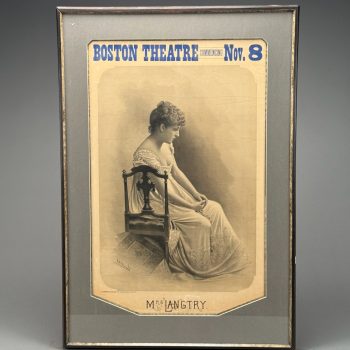 BOSTON THEATRE NOV. 8
MRS LANGTRY